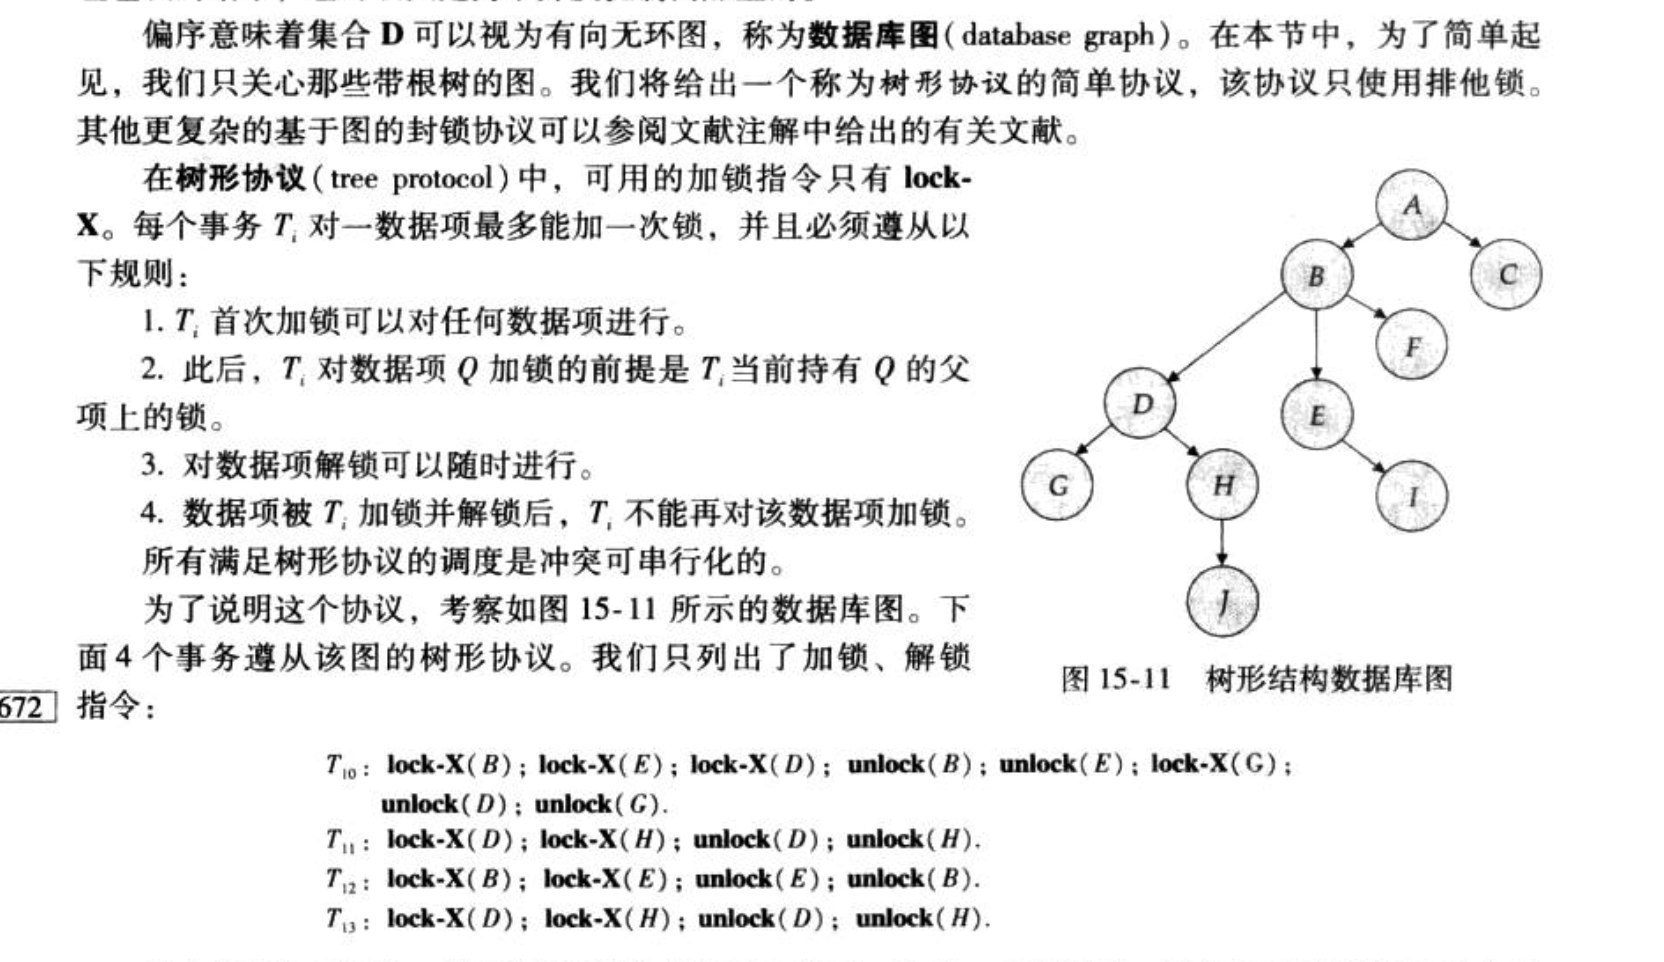 偏序意味着集合 D 可以视为有向无环图，称为数据库图(database graph)。在本节中，为了简单起
见，我们只关心那些带根树的图。我们将给出一个称为树形协议的简单协议，该协议只使用排他锁。
其他更复杂的基于图的封锁协议可以参阅文献注解中给出的有关文献。
在树形协议(tree protocol)中，可用的加锁指令只有 lock-
X。每个事务 Ti 对一数据项最多能加一次锁，并且必须遵从以
下规则：
1. Ti 首次加锁可以对任何数据项进行。
2. 此后，Ti 对数据项 Q 加锁的前提是 Ti 当前持有 Q 的父
项上的锁。
3. 对数据项解锁可以随时进行。
4. 数据项被 Ti 加锁并解锁后，Ti 不能再对该数据项加锁。
所有满足树形协议的调度是冲突可串行化的。
为了说明这个协议，考察如图 15-11 所示的数据库图。下
面 4 个事务遵从该图的树形协议。我们只列出了加锁、解锁
672 指令：
A
B
C
F
D
E
G
H
I
J
图 15-11 树形结构数据库图
T10: lock-X(B); lock-X(E); lock-X(D); unlock(B); unlock(E); lock-X(G);
unlock(D); unlock(G).
T11: lock-X(D); lock-X(H); unlock(D); unlock(H).
T12: lock-X(B); lock-X(E); unlock(E); unlock(B).
T13: lock-X(D); lock-X(H); unlock(D); unlock(H).